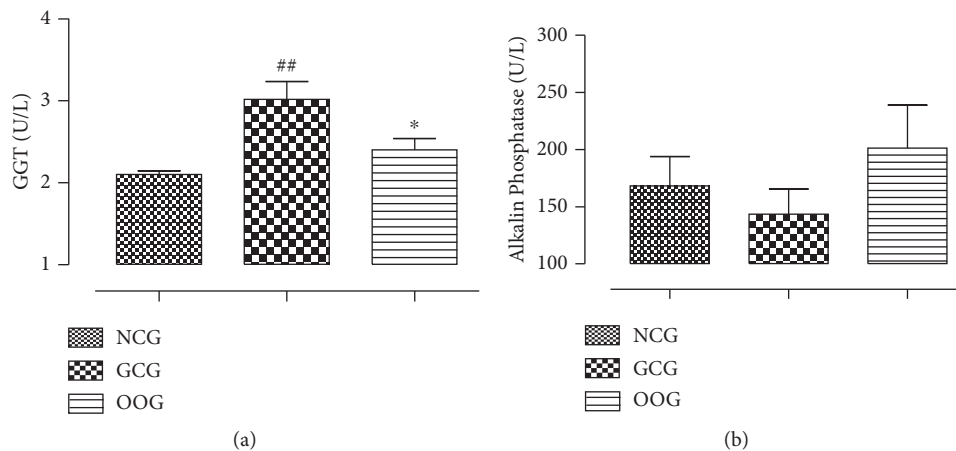 4
3
2
1
GGT (U/L)
##
*
NCG
GCG
OOG
(a)
300
250
200
150
100
Alkalin Phosphatase (U/L)
NCG
GCG
OOG
(b)